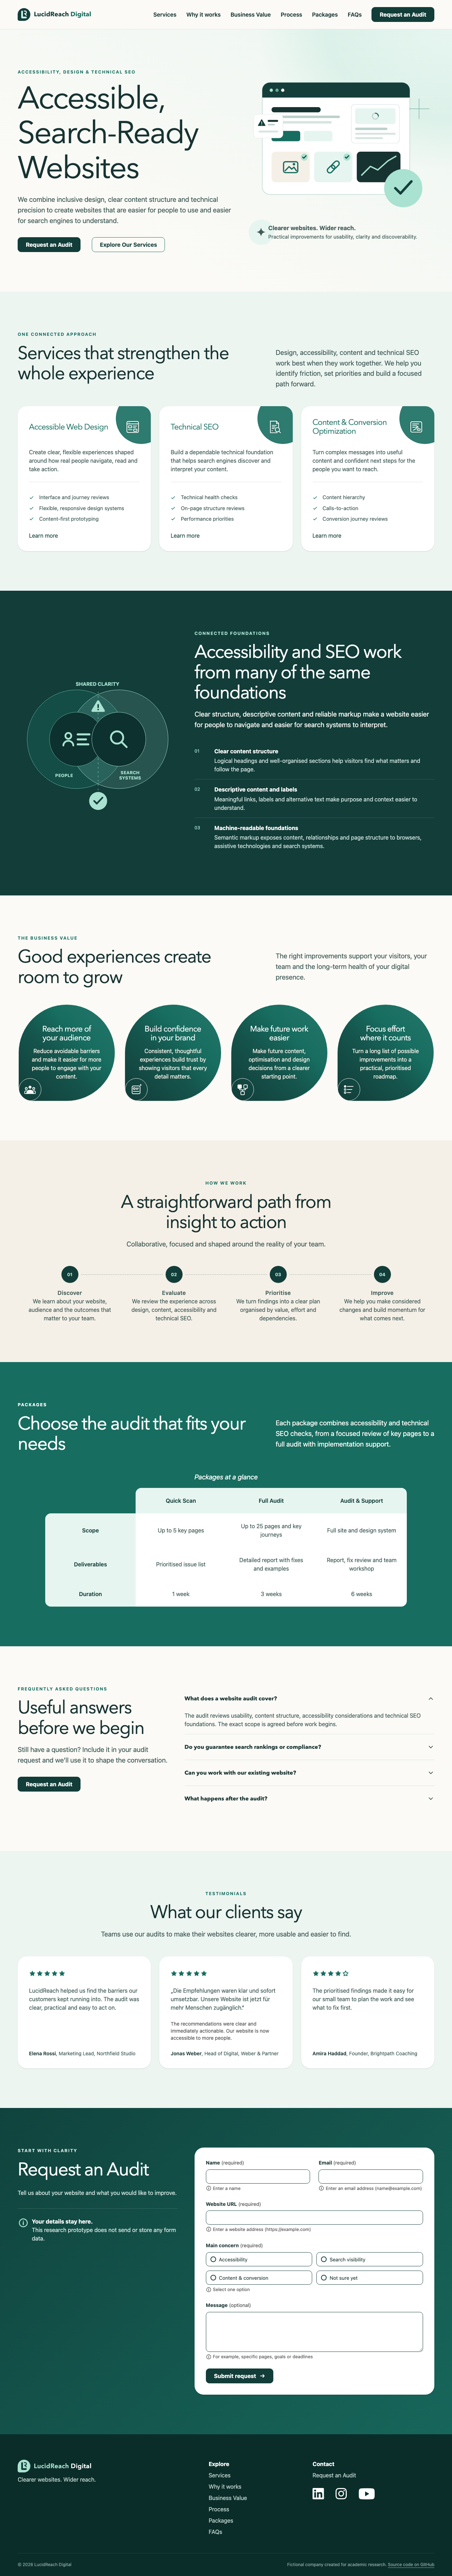 LucidReach Digital
Services
Why it works
Business Value
Process
Packages
FAQs
Request an Audit
ACCESSIBILITY, DESIGN & TECHNICAL SEO
Accessible,
Search-Ready
Websites
We combine inclusive design, clear content structure and technical
precision to create websites that are easier for people to use and easier
for search engines to understand.
Request an Audit
Explore Our Services
Clearer websites. Wider reach.
Practical improvements for usability, clarity and discoverability.
ONE CONNECTED APPROACH
Services that strengthen the
whole experience
Design, accessibility, content and technical SEO
work best when they work together. We help you
identify friction, set priorities and build a focused
path forward.
Accessible Web Design
Create clear, flexible experiences shaped
around how real people navigate, read and
take action.
Interface and journey reviews
Flexible, responsive design systems
Content-first prototyping
Learn more
Technical SEO
Build a dependable technical foundation
that helps search engines discover and
interpret your content.
Technical health checks
On-page structure reviews
Performance priorities
Learn more
Content & Conversion
Optimization
Turn complex messages into useful
content and confident next steps for the
people you want to reach.
Content hierarchy
Calls-to-action
Conversion journey reviews
Learn more
SHARED CLARITY
PEOPLE
SEARCH
SYSTEMS
CONNECTED FOUNDATIONS
Accessibility and SEO work
from many of the same
foundations
Clear structure, descriptive content and reliable markup make a website easier
for people to navigate and easier for search systems to interpret.
01
Clear content structure
Logical headings and well-organised sections help visitors find what matters and
follow the page.
02
Descriptive content and labels
Meaningful links, labels and alternative text make purpose and context easier to
understand.
03
Machine-readable foundations
Semantic markup exposes content, relationships and page structure to browsers,
assistive technologies and search systems.
THE BUSINESS VALUE
Good experiences create
room to grow
The right improvements support your visitors, your
team and the long-term health of your digital
presence.
Reach more of
your audience
Reduce avoidable barriers
and make it easier for more
people to engage with your
content.
Build confidence
in your brand
Consistent, thoughtful
experiences build trust by
showing visitors that every
detail matters.
Make future work
easier
Make future content,
optimisation and design
decisions from a clearer
starting point.
Focus effort
where it counts
Turn a long list of possible
improvements into a
practical, prioritised
roadmap.
HOW WE WORK
A straightforward path from
insight to action
Collaborative, focused and shaped around the reality of your team.
01
Discover
We learn about your website,
audience and the outcomes that
matter to your team.
02
Evaluate
We review the experience across
design, content, accessibility and
technical SEO.
03
Prioritise
We turn findings into a clear plan
organised by value, effort and
dependencies.
04
Improve
We help you make considered
changes and build momentum for
what comes next.
PACKAGES
Choose the audit that fits your
needs
Each package combines accessibility and technical
SEO checks, from a focused review of key pages to a
full audit with implementation support.
Packages at a glance
Quick Scan
Full Audit
Audit & Support
Scope
Up to 5 key pages
Up to 25 pages and key
journeys
Full site and design system
Deliverables
Prioritised issue list
Detailed report with fixes
and examples
Report, fix review and team
workshop
Duration
1 week
3 weeks
6 weeks
FREQUENTLY ASKED QUESTIONS
Useful answers
before we begin
Still have a question? Include it in your audit
request and we'll use it to shape the conversation.
Request an Audit
What does a website audit cover?
The audit reviews usability, content structure, accessibility considerations and technical SEO
foundations. The exact scope is agreed before work begins.
Do you guarantee search rankings or compliance?
Can you work with our existing website?
What happens after the audit?
TESTIMONIALS
What our clients say
Teams use our audits to make their websites clearer, more usable and easier to find.
LucidReach helped us find the barriers our
customers kept running into. The audit was
clear, practical and easy to act on.
Elena Rossi, Marketing Lead, Northfield Studio
„Die Empfehlungen waren klar und sofort
umsetzbar. Unsere Website ist jetzt für
mehr Menschen zugänglich."
The recommendations were clear and
immediately actionable. Our website is now
accessible to more people.
Jonas Weber, Head of Digital, Weber & Partner
The prioritised findings made it easy for
our small team to plan the work and see
what to fix first.
Amira Haddad, Founder, Brightpath Coaching
START WITH CLARITY
Request an Audit
Tell us about your website and what you would like to improve.
Your details stay here.
This research prototype does not send or store any form
data.
Name (required)
Enter a name
Email (required)
Enter an email address (name@example.com)
Website URL (required)
Enter a website address (https://example.com)
Main concern (required)
Accessibility
Search visibility
Content & conversion
Not sure yet
Select one option
Message (optional)
For example, specific pages, goals or deadlines
Submit request
LucidReach Digital
Clearer websites. Wider reach.
Explore
Services
Why it works
Business Value
Process
Packages
FAQs
Contact
Request an Audit
© 2026 LucidReach Digital
Fictional company created for academic research. Source code on GitHub